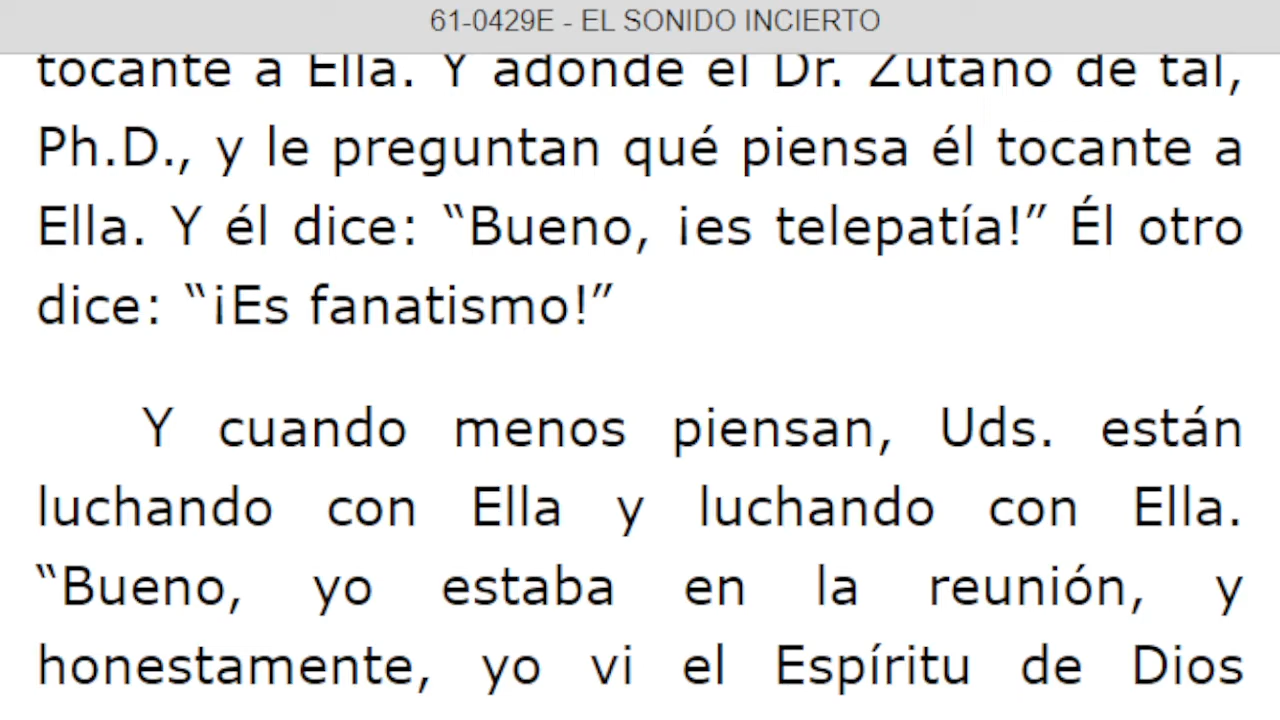 61-0429E - EL SONIDO INCIERTO
tocante a Ella. Y adonde el Dr. Zutano de tal,
Ph.D., y le preguntan qué piensa él tocante a
Ella. Y él dice: “Bueno, ¡es telepatía!” Él otro
dice: “¡Es fanatismo!”
Y cuando menos piensan, Uds. están
luchando con Ella y luchando con Ella.
“Bueno, yo estaba en la reunión, y
honestamente, yo vi el Espíritu de Dios